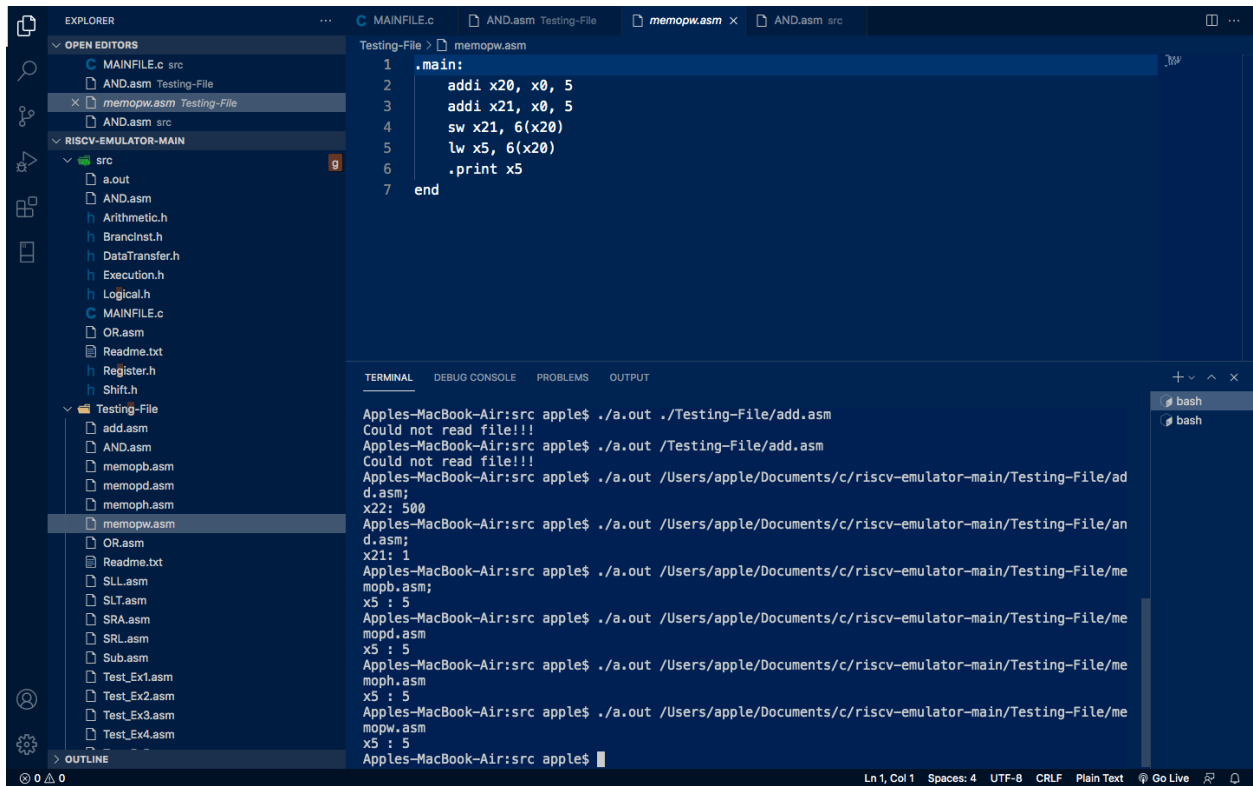 EXPLORER
OPEN EDITORS
C MAINFILE.c src
AND.asm Testing-File
× memopw.asm Testing-File
AND.asm src
RISCV-EMULATOR-MAIN
src
g
a.out
AND.asm
h Arithmetic.h
h BrancInst.h
h DataTransfer.h
h Execution.h
h Logical.h
C MAINFILE.c
OR.asm
Readme.txt
h Register.h
h Shift.h
Testing-File
add.asm
AND.asm
memopb.asm
memopd.asm
memoph.asm
memopw.asm
OR.asm
Readme.txt
SLL.asm
SLT.asm
SRA.asm
SRL.asm
Sub.asm
Test_Ex1.asm
Test_Ex2.asm
Test_Ex3.asm
Test_Ex4.asm
OUTLINE
C MAINFILE.c AND.asm Testing-File memopw.asm × AND.asm src
Testing-File > memopw.asm
1 .main:
2 addi x20, x0, 5
3 addi x21, x0, 5
4 sw x21, 6(x20)
5 lw x5, 6(x20)
6 .print x5
7 end
TERMINAL DEBUG CONSOLE PROBLEMS OUTPUT
Apples-MacBook-Air:src apple$ ./a.out ./Testing-File/add.asm
Could not read file!!!
Apples-MacBook-Air:src apple$ ./a.out /Testing-File/add.asm
Could not read file!!!
Apples-MacBook-Air:src apple$ ./a.out /Users/apple/Documents/c/riscv-emulator-main/Testing-File/ad
d.asm;
x22: 500
Apples-MacBook-Air:src apple$ ./a.out /Users/apple/Documents/c/riscv-emulator-main/Testing-File/an
d.asm;
x21: 1
Apples-MacBook-Air:src apple$ ./a.out /Users/apple/Documents/c/riscv-emulator-main/Testing-File/me
mopb.asm;
x5 : 5
Apples-MacBook-Air:src apple$ ./a.out /Users/apple/Documents/c/riscv-emulator-main/Testing-File/me
mopd.asm
x5 : 5
Apples-MacBook-Air:src apple$ ./a.out /Users/apple/Documents/c/riscv-emulator-main/Testing-File/me
moph.asm
x5 : 5
Apples-MacBook-Air:src apple$ ./a.out /Users/apple/Documents/c/riscv-emulator-main/Testing-File/me
mopw.asm
x5 : 5
Apples-MacBook-Air:src apple$
bash
bash
0 0 Ln 1, Col 1 Spaces: 4 UTF-8 CRLF Plain Text Go Live